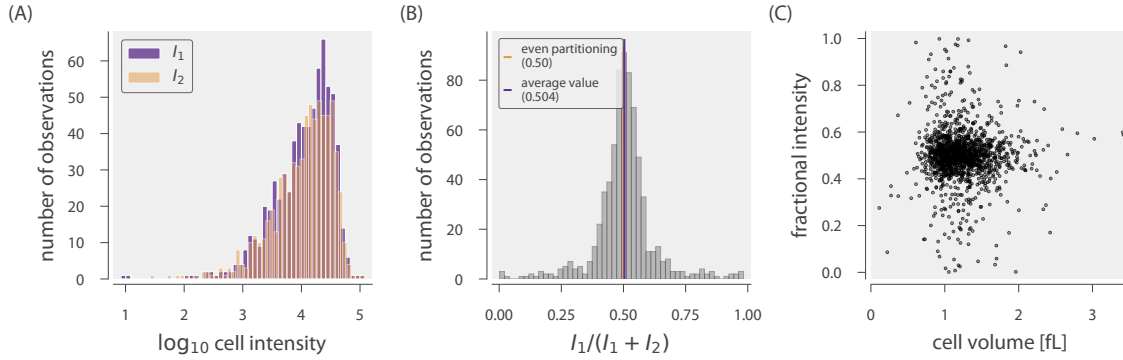 (A)
number of observations
60
50
40
30
20
10
0
I₁
I₂
1
2
3
4
5
log₁₀ cell intensity
(B)
number of observations
80
60
40
20
0
even partitioning
(0.50)
average value
(0.504)
0.00
0.25
0.50
0.75
1.00
I₁/(I₁ + I₂)
(C)
fractional intensity
1.0
0.8
0.6
0.4
0.2
0.0
0
1
2
3
cell volume [fL]